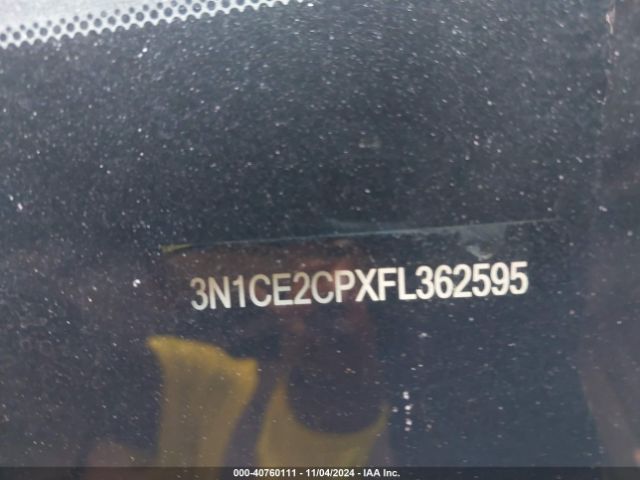 3N1CE2CPXFL362595
000-40760111 - 11/04/2024 - IAA Inc.